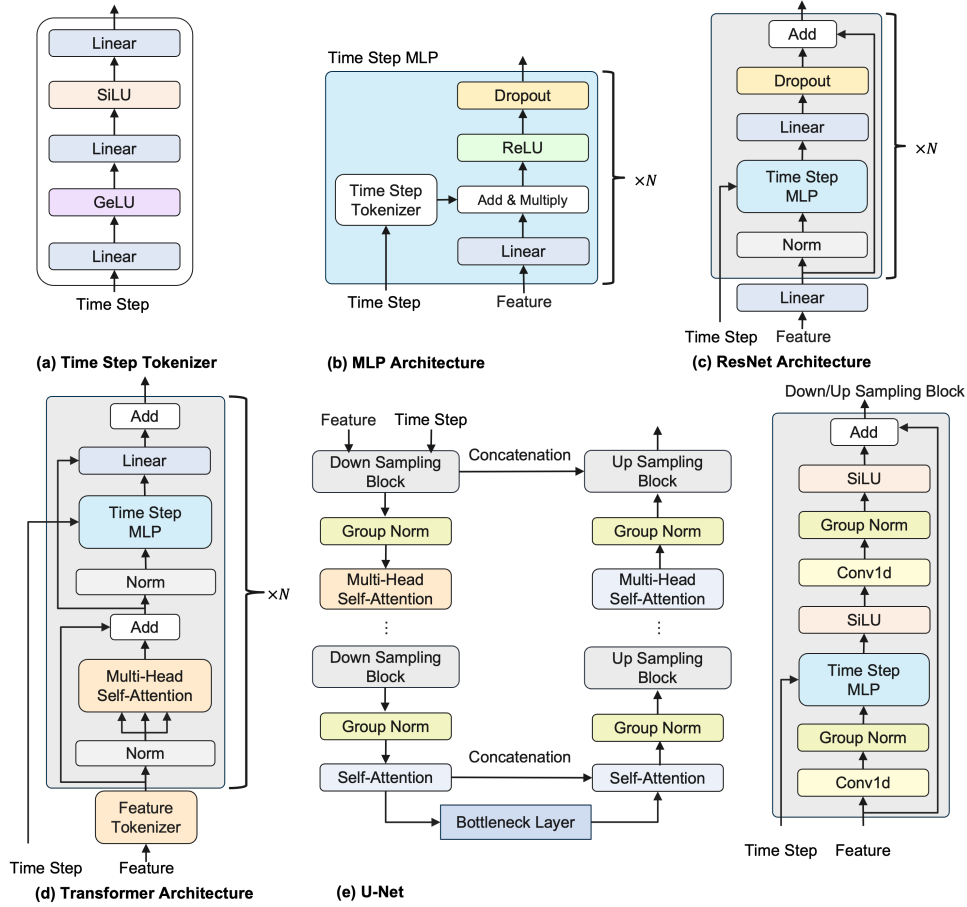 Linear
SiLU
Linear
GeLU
Linear
Time Step
(a) Time Step Tokenizer
Time Step MLP
Dropout
ReLU
Time Step
Tokenizer
Add & Multiply
Linear
Time Step
Feature
×N
(b) MLP Architecture
Add
Dropout
Linear
Time Step
MLP
Norm
Linear
Time Step
Feature
×N
(c) ResNet Architecture
Add
Linear
Time Step
MLP
Norm
Add
Multi-Head
Self-Attention
Norm
Feature
Tokenizer
Time Step
Feature
×N
(d) Transformer Architecture
Feature
Time Step
Down Sampling
Block
Concatenation
Up Sampling
Block
Group Norm
Group Norm
Multi-Head
Self-Attention
Multi-Head
Self-Attention
⋮
⋮
Down Sampling
Block
Up Sampling
Block
Group Norm
Group Norm
Self-Attention
Concatenation
Self-Attention
Bottleneck Layer
Down/Up Sampling Block
Add
SiLU
Group Norm
Conv1d
SiLU
Time Step
MLP
Group Norm
Conv1d
Time Step
Feature
(e) U-Net